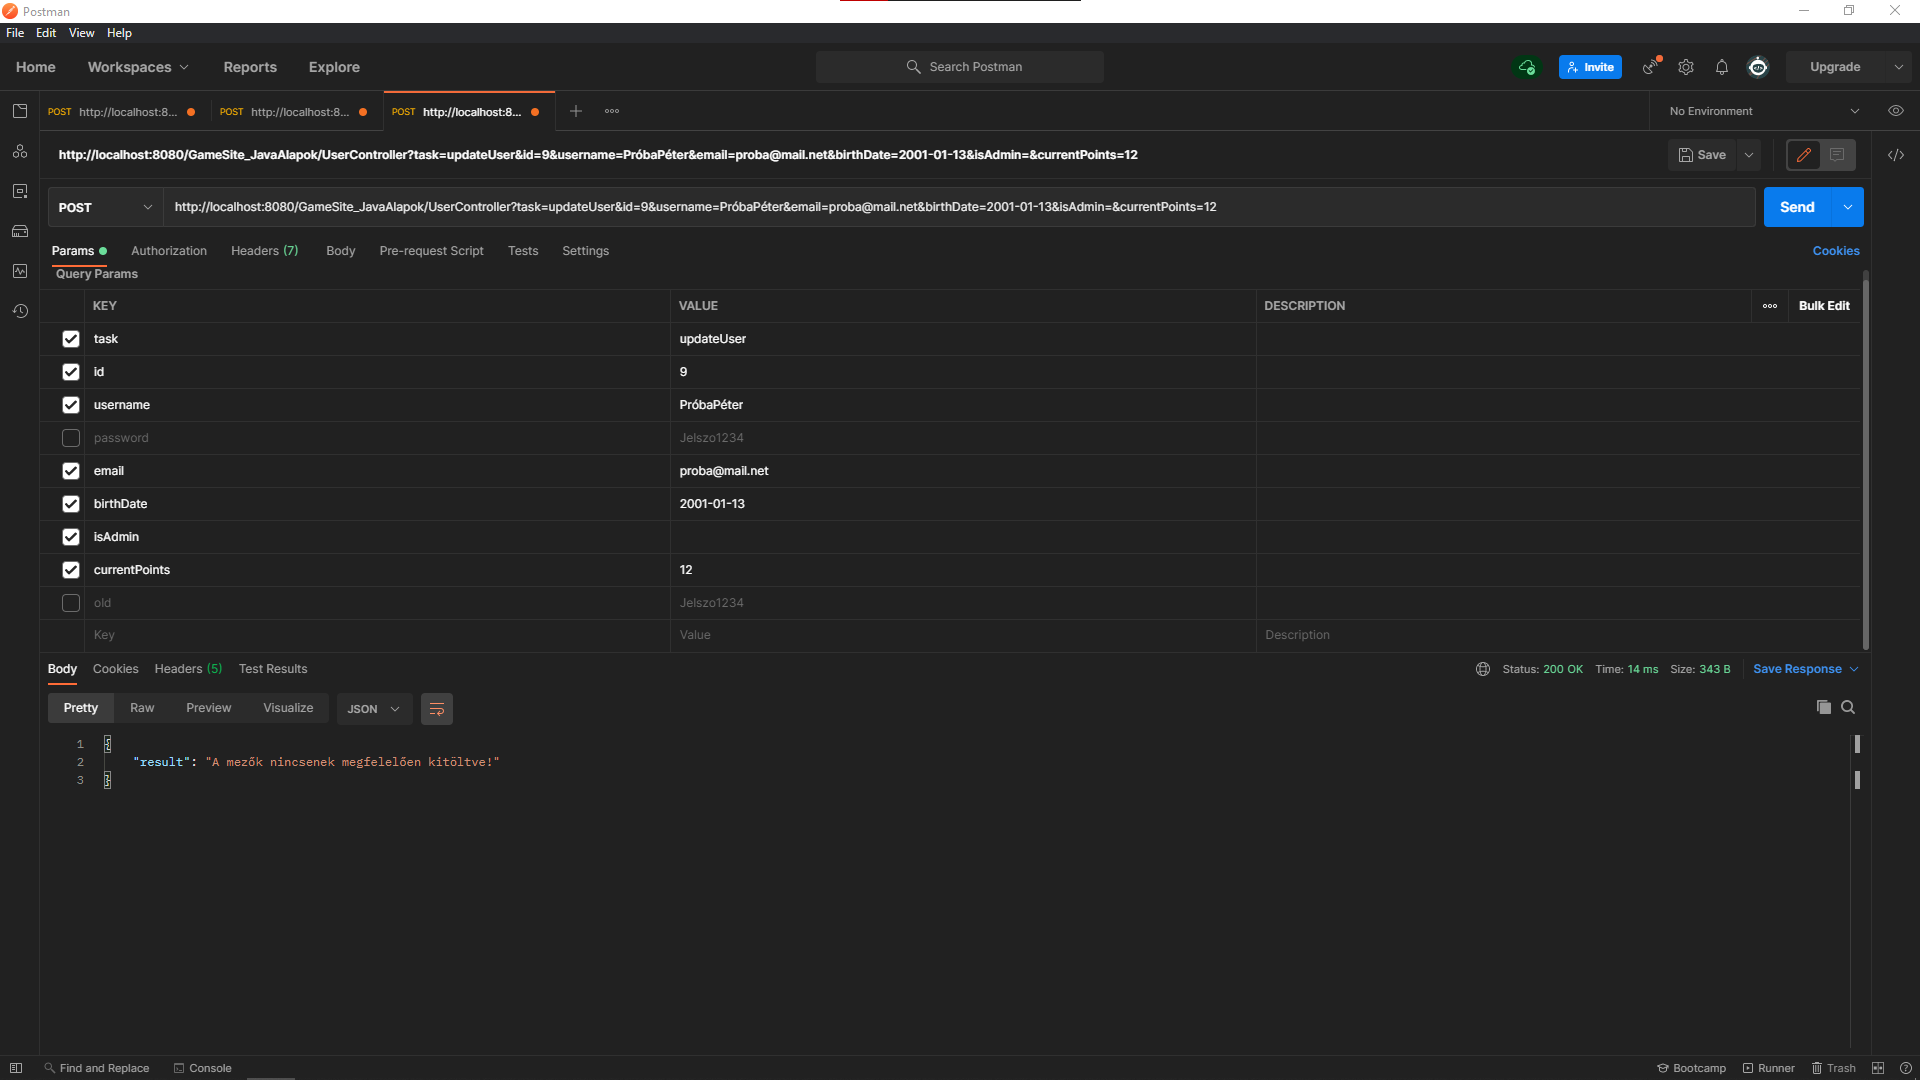 Postman
File Edit View Help
Home Workspaces Reports Explore Search Postman Invite Upgrade
POST http://localhost:8... POST http://localhost:8... POST http://localhost:8... No Environment
http://localhost:8080/GameSite_JavaAlapok/UserController?task=updateUser&id=9&username=PróbaPéter&email=proba@mail.net&birthDate=2001-01-13&isAdmin=&currentPoints=12 Save
POST http://localhost:8080/GameSite_JavaAlapok/UserController?task=updateUser&id=9&username=PróbaPéter&email=proba@mail.net&birthDate=2001-01-13&isAdmin=&currentPoints=12 Send
Params Authorization Headers (7) Body Pre-request Script Tests Settings Cookies
Query Params
KEY VALUE DESCRIPTION Bulk Edit
task updateUser
id 9
username PróbaPéter
password Jelszo1234
email proba@mail.net
birthDate 2001-01-13
isAdmin
currentPoints 12
old Jelszo1234
Key Value Description
Body Cookies Headers (5) Test Results Status: 200 OK Time: 14 ms Size: 343 B Save Response
Pretty Raw Preview Visualize JSON
1 {
2 "result": "A mezők nincsenek megfelelően kitöltve!"
3 }
Find and Replace Console Bootcamp Runner Trash